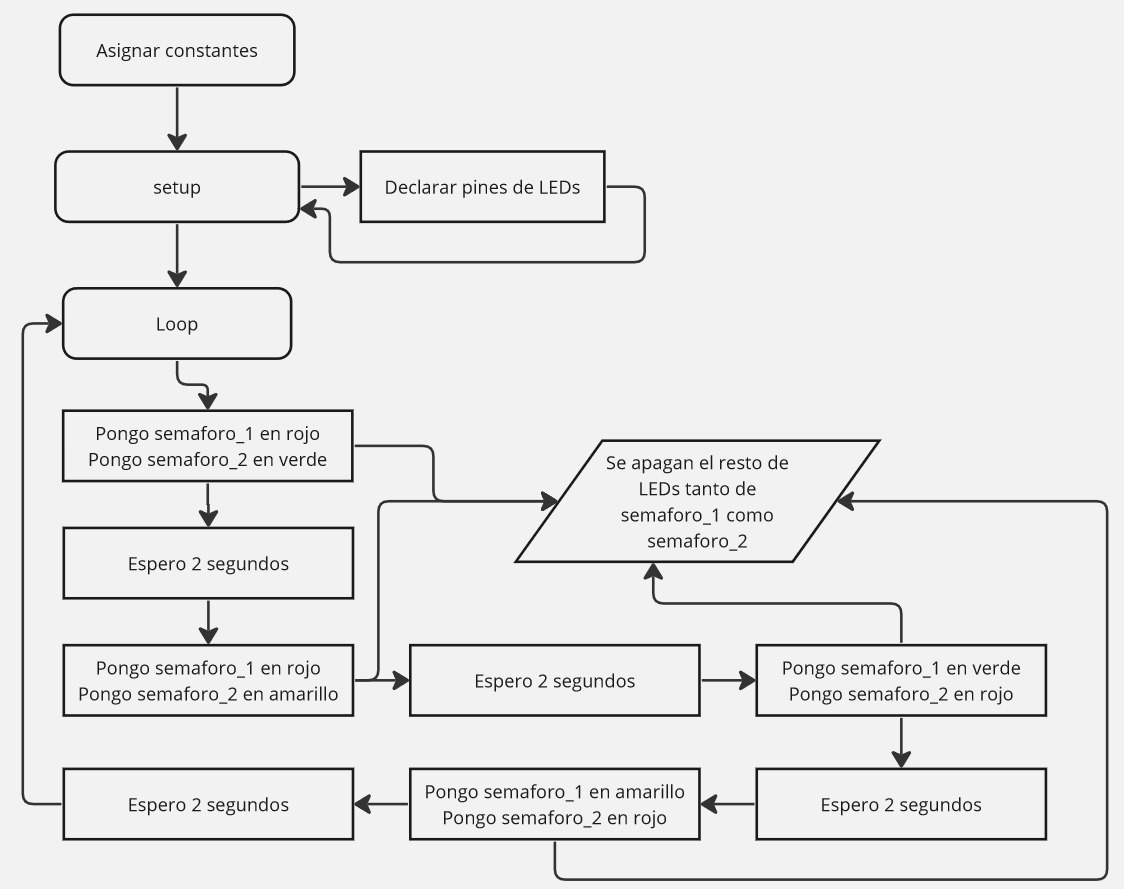 Asignar constantes
setup
Declarar pines de LEDs
Loop
Pongo semaforo_1 en rojo
Pongo semaforo_2 en verde
Se apagan el resto de
LEDs tanto de
semaforo_1 como
semaforo_2
Espero 2 segundos
Pongo semaforo_1 en rojo
Pongo semaforo_2 en amarillo
Espero 2 segundos
Pongo semaforo_1 en verde
Pongo semaforo_2 en rojo
Espero 2 segundos
Pongo semaforo_1 en amarillo
Pongo semaforo_2 en rojo
Espero 2 segundos